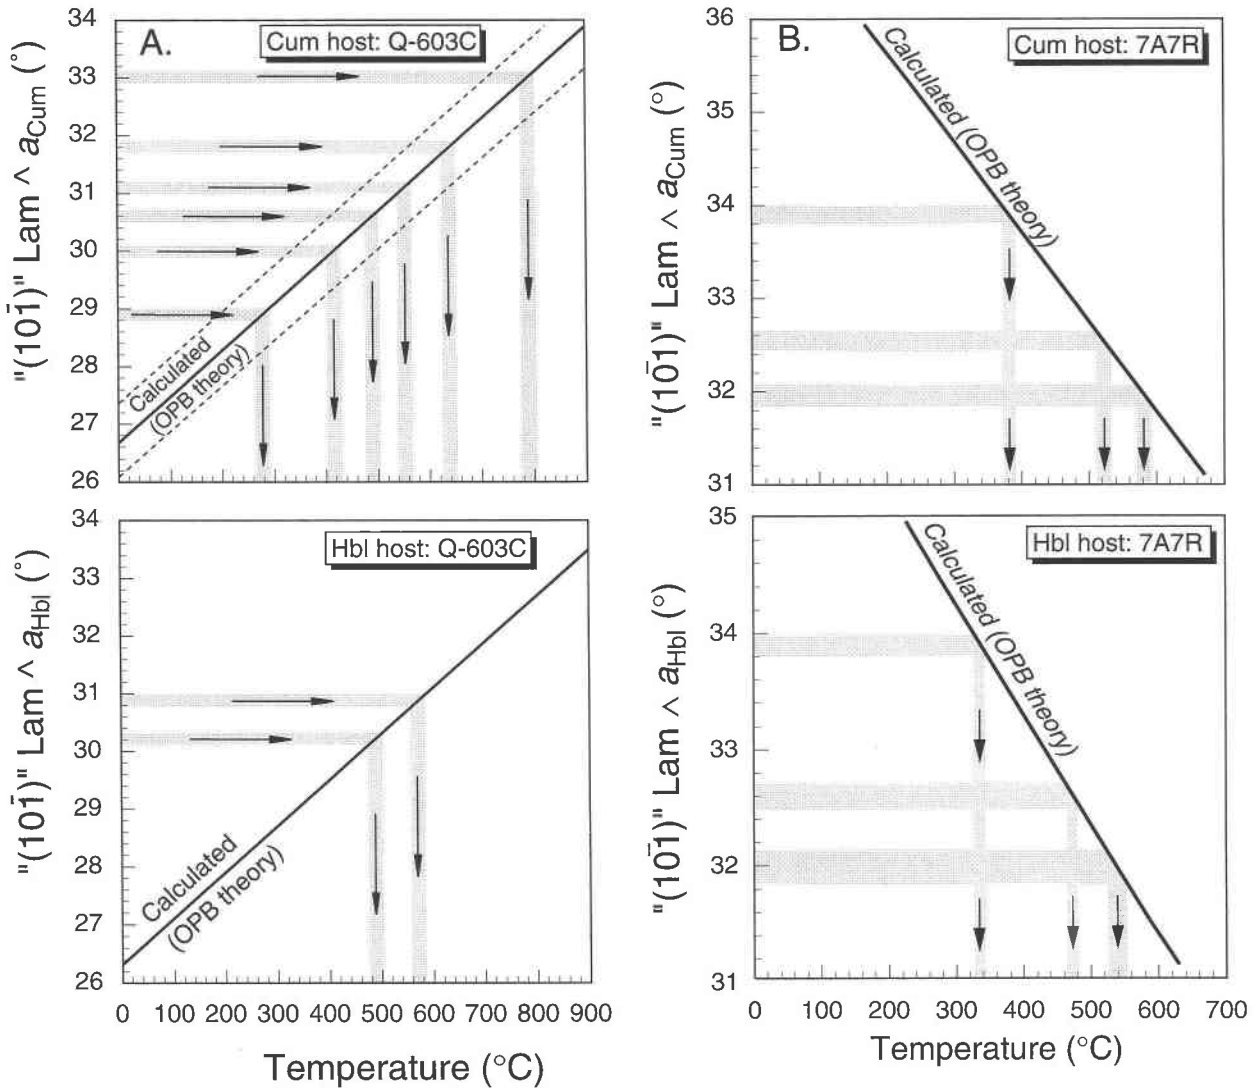 A.
Cum host: Q-603C
"(101̄)" Lam ^ aCum (°)
34
33
32
31
30
29
28
27
26
Calculated
(OPB theory)
Hbl host: Q-603C
"(101̄)" Lam ^ aHbl (°)
34
33
32
31
30
29
28
27
26
Calculated
(OPB theory)
0 100 200 300 400 500 600 700 800 900
Temperature (°C)
B.
Cum host: 7A7R
"(101̄)" Lam ^ aCum (°)
36
35
34
33
32
31
Calculated (OPB theory)
Hbl host: 7A7R
"(101̄)" Lam ^ aHbl (°)
35
34
33
32
31
Calculated (OPB theory)
0 100 200 300 400 500 600 700
Temperature (°C)